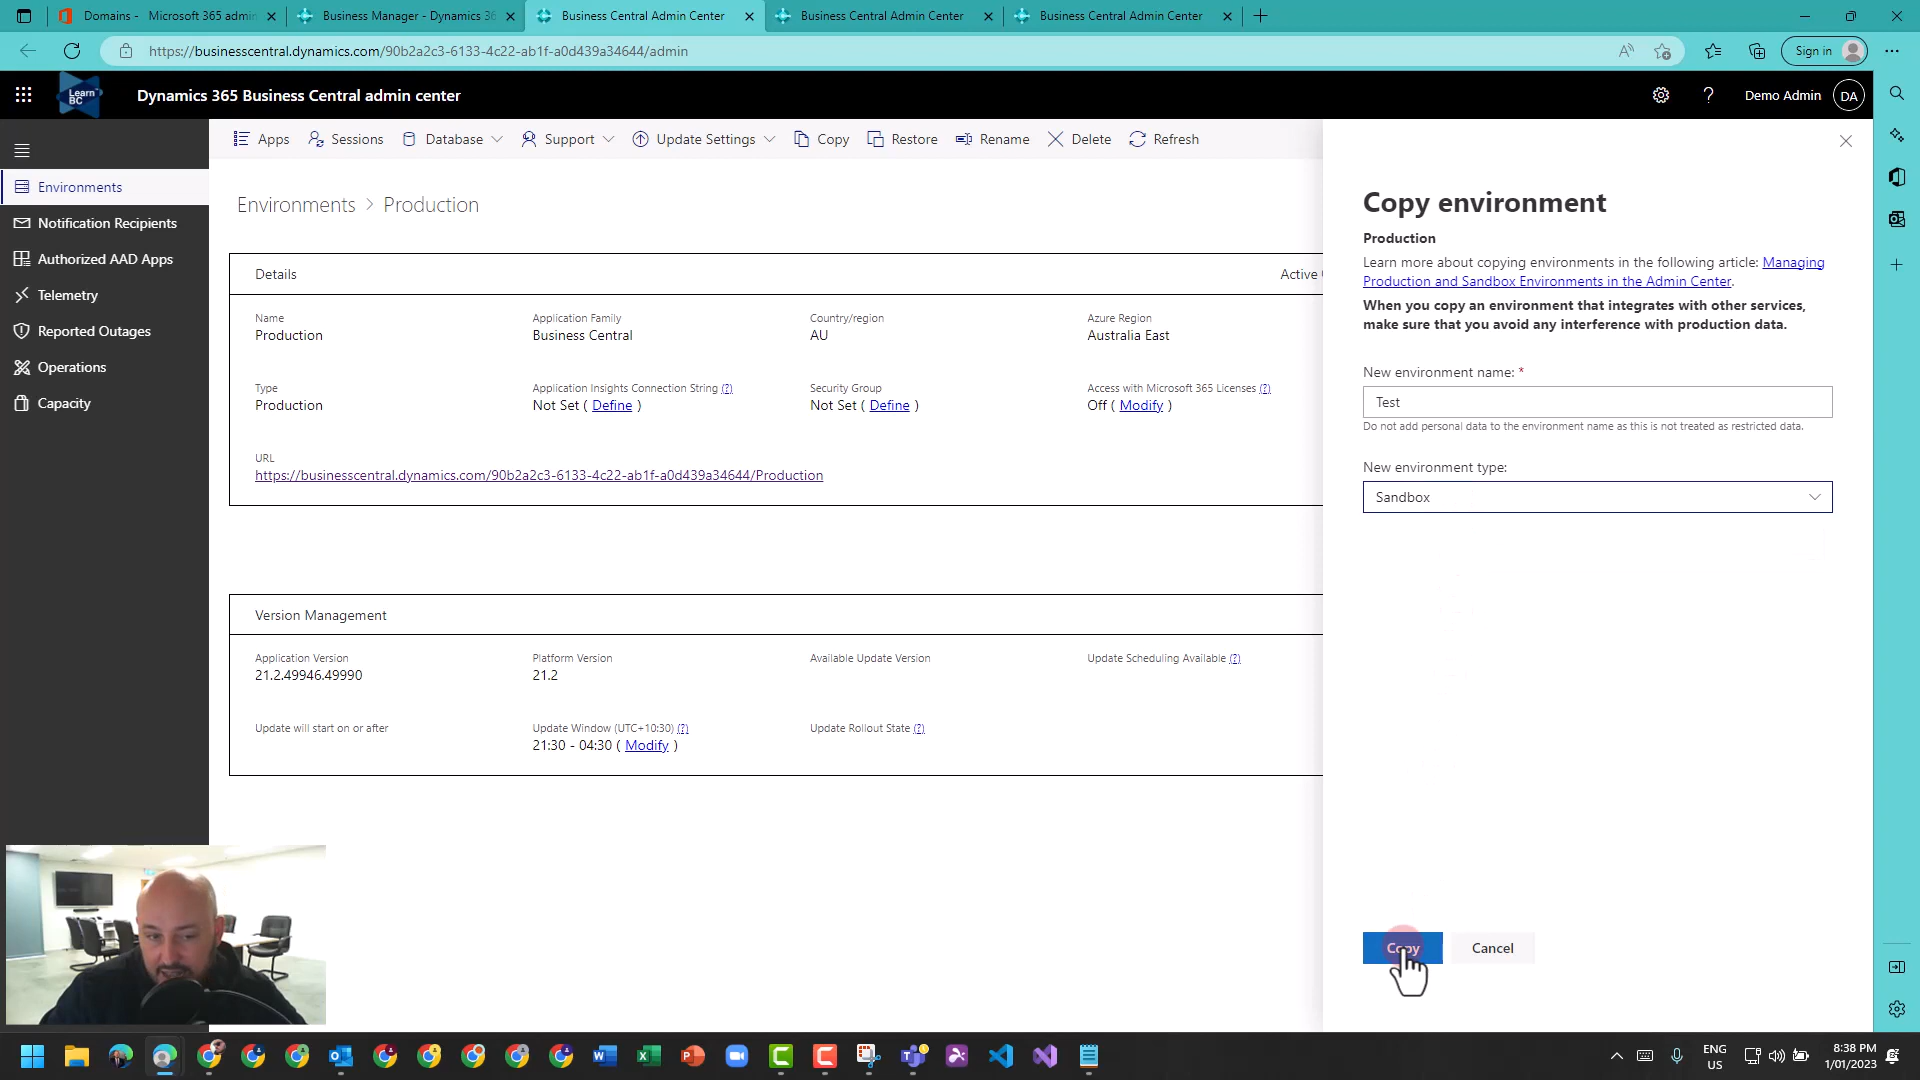 Domains - Microsoft 365 admin
Business Manager - Dynamics 36
Business Central Admin Center
Business Central Admin Center
Business Central Admin Center
https://businesscentral.dynamics.com/90b2a2c3-6133-4c22-ab1f-a0d439a34644/admin
Sign in
Learn BC
Dynamics 365 Business Central admin center
Demo Admin
DA
Environments
Notification Recipients
Authorized AAD Apps
Telemetry
Reported Outages
Operations
Capacity
Apps Sessions Database Support Update Settings Copy Restore Rename Delete Refresh
Environments > Production
Details
Active
Name
Production
Application Family
Business Central
Country/region
AU
Azure Region
Australia East
Type
Production
Application Insights Connection String (?)
Not Set ( Define )
Security Group
Not Set ( Define )
Access with Microsoft 365 Licenses (?)
Off ( Modify )
URL
https://businesscentral.dynamics.com/90b2a2c3-6133-4c22-ab1f-a0d439a34644/Production
Version Management
Application Version
21.2.49946.49990
Platform Version
21.2
Available Update Version
Update Scheduling Available (?)
Update will start on or after
Update Window (UTC+10:30) (?)
21:30 - 04:30 ( Modify )
Update Rollout State (?)
Copy environment
Production
Learn more about copying environments in the following article: Managing
Production and Sandbox Environments in the Admin Center.
When you copy an environment that integrates with other services,
make sure that you avoid any interference with production data.
New environment name: *
Test
Do not add personal data to the environment name as this is not treated as restricted data.
New environment type:
Sandbox
Copy
Cancel
ENG
US
8:38 PM
1/01/2023